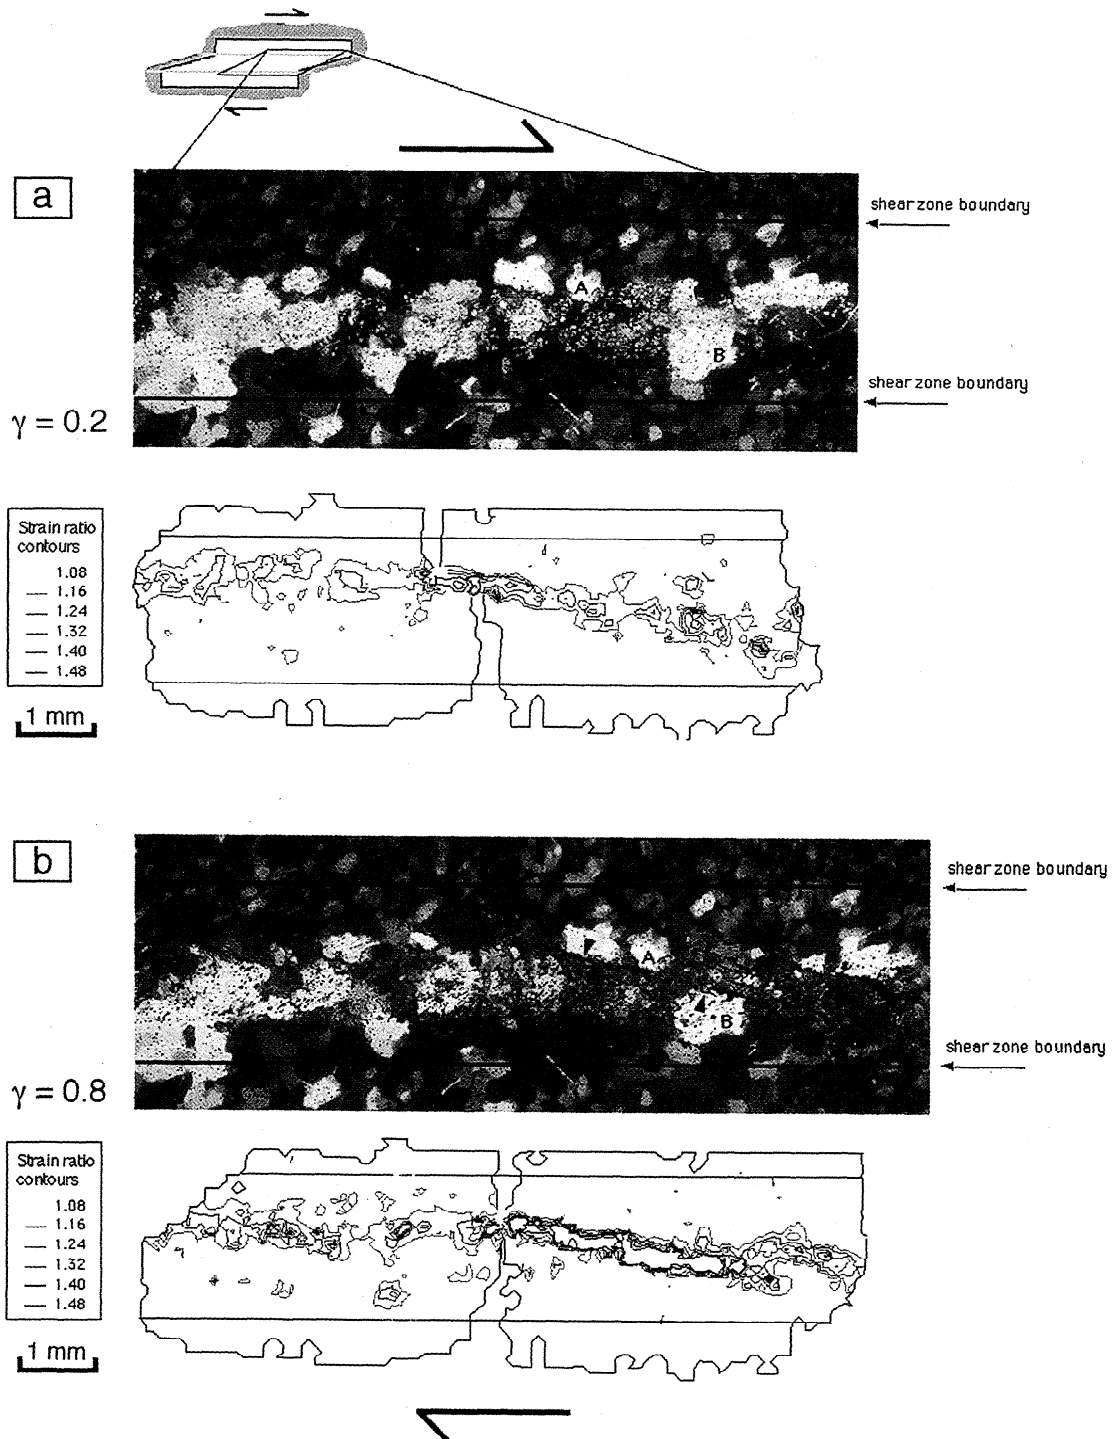 a
shear zone boundary
A
B
shear zone boundary
γ = 0.2
Strain ratio
contours
1.08
1.16
1.24
1.32
1.40
1.48
1 mm
b
shear zone boundary
A
B
shear zone boundary
γ = 0.8
Strain ratio
contours
1.08
1.16
1.24
1.32
1.40
1.48
1 mm